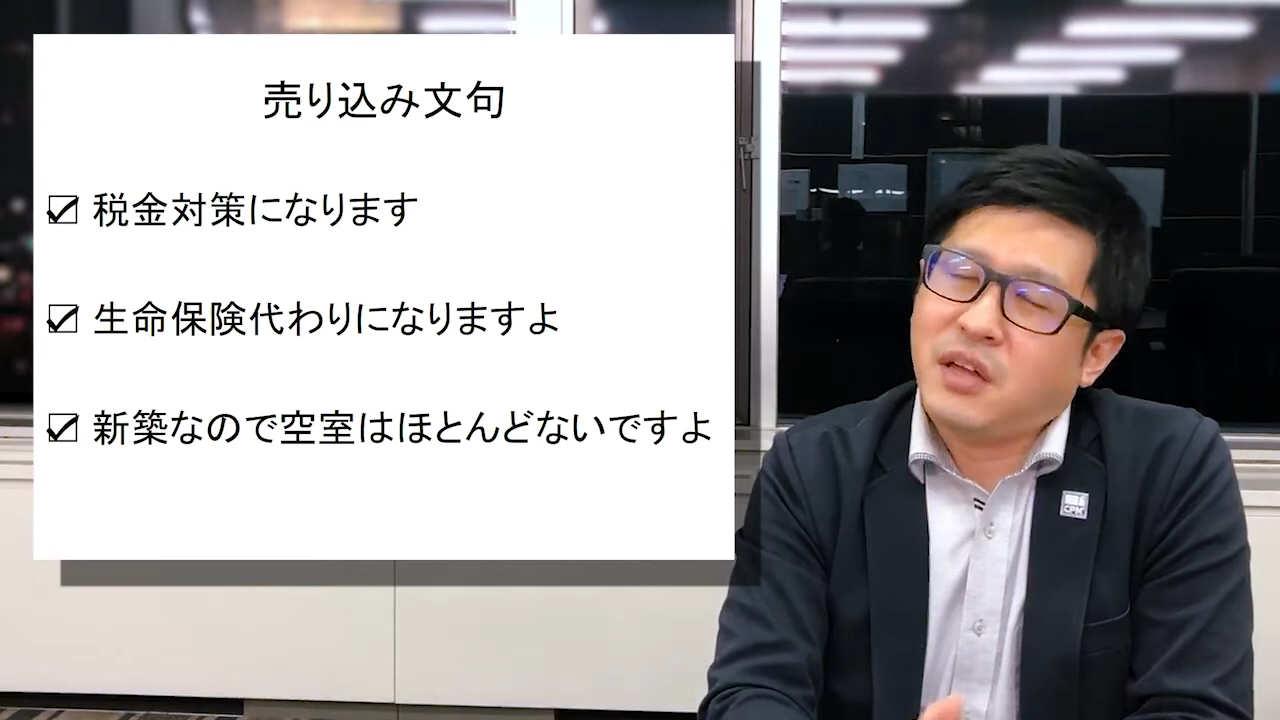 売り込み文句
☑ 税金対策になります
☑ 生命保険代わりになりますよ
☑ 新築なので空室はほとんどないですよ
CPM